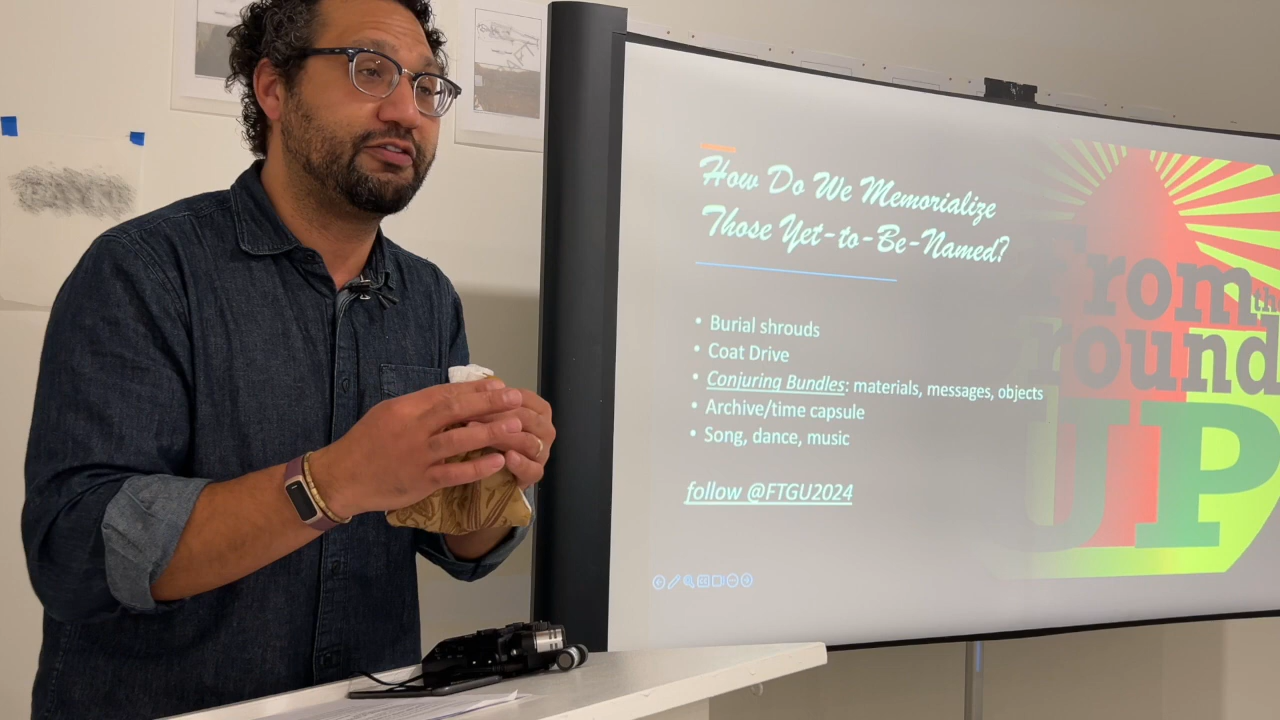 How Do We Memorialize
Those Yet-to-Be-Named?
• Burial shrouds
• Coat Drive
• Conjuring Bundles: materials, messages, objects
• Archive/time capsule
• Song, dance, music
follow @FTGU2024
From
the
round
UP